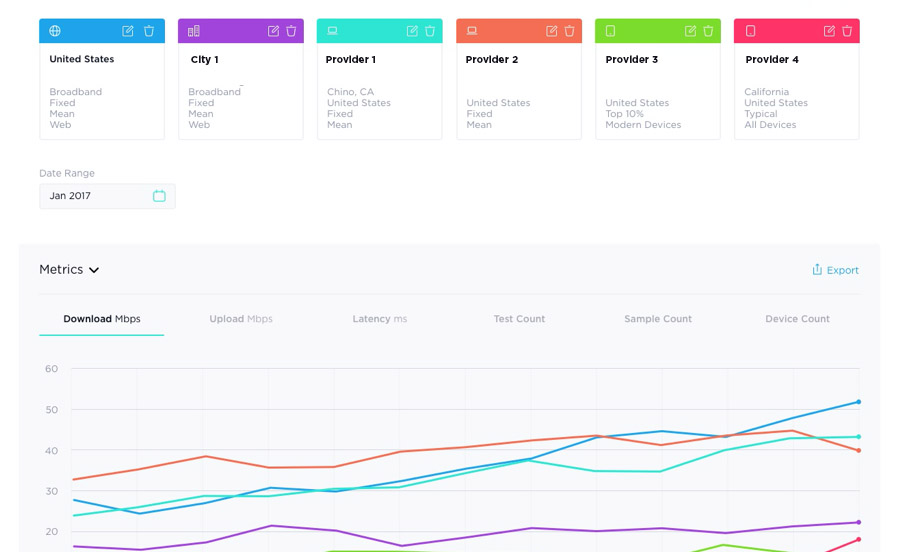 United States
Broadband
Fixed
Mean
Web
City 1
Broadband
Fixed
Mean
Web
Provider 1
Chino, CA
United States
Fixed
Mean
Provider 2
United States
Fixed
Mean
Provider 3
United States
Top 10%
Modern Devices
Provider 4
California
United States
Typical
All Devices
Date Range
Jan 2017
Metrics
Export
Download Mbps
Upload Mbps
Latency ms
Test Count
Sample Count
Device Count
60
50
40
30
20